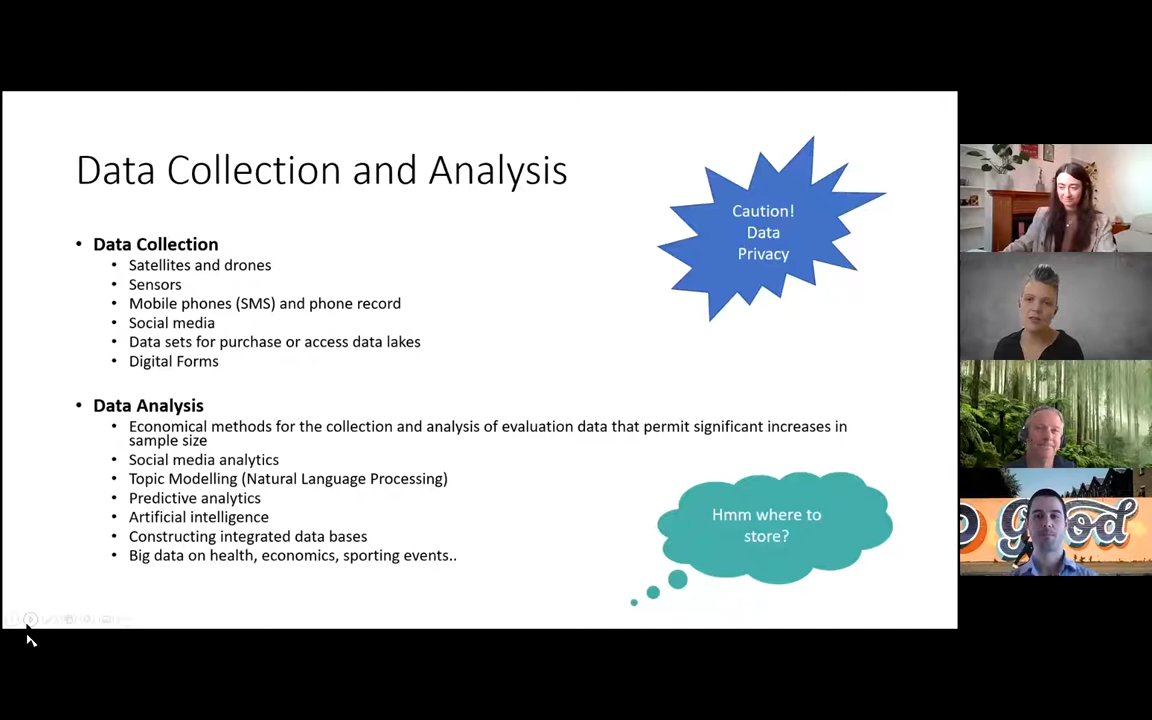 Data Collection and Analysis
Caution!
Data
Privacy
• Data Collection
• Satellites and drones
• Sensors
• Mobile phones (SMS) and phone record
• Social media
• Data sets for purchase or access data lakes
• Digital Forms
• Data Analysis
• Economical methods for the collection and analysis of evaluation data that permit significant increases in
sample size
• Social media analytics
• Topic Modelling (Natural Language Processing)
• Predictive analytics
• Artificial intelligence
• Constructing integrated data bases
• Big data on health, economics, sporting events..
Hmm where to
store?
Good